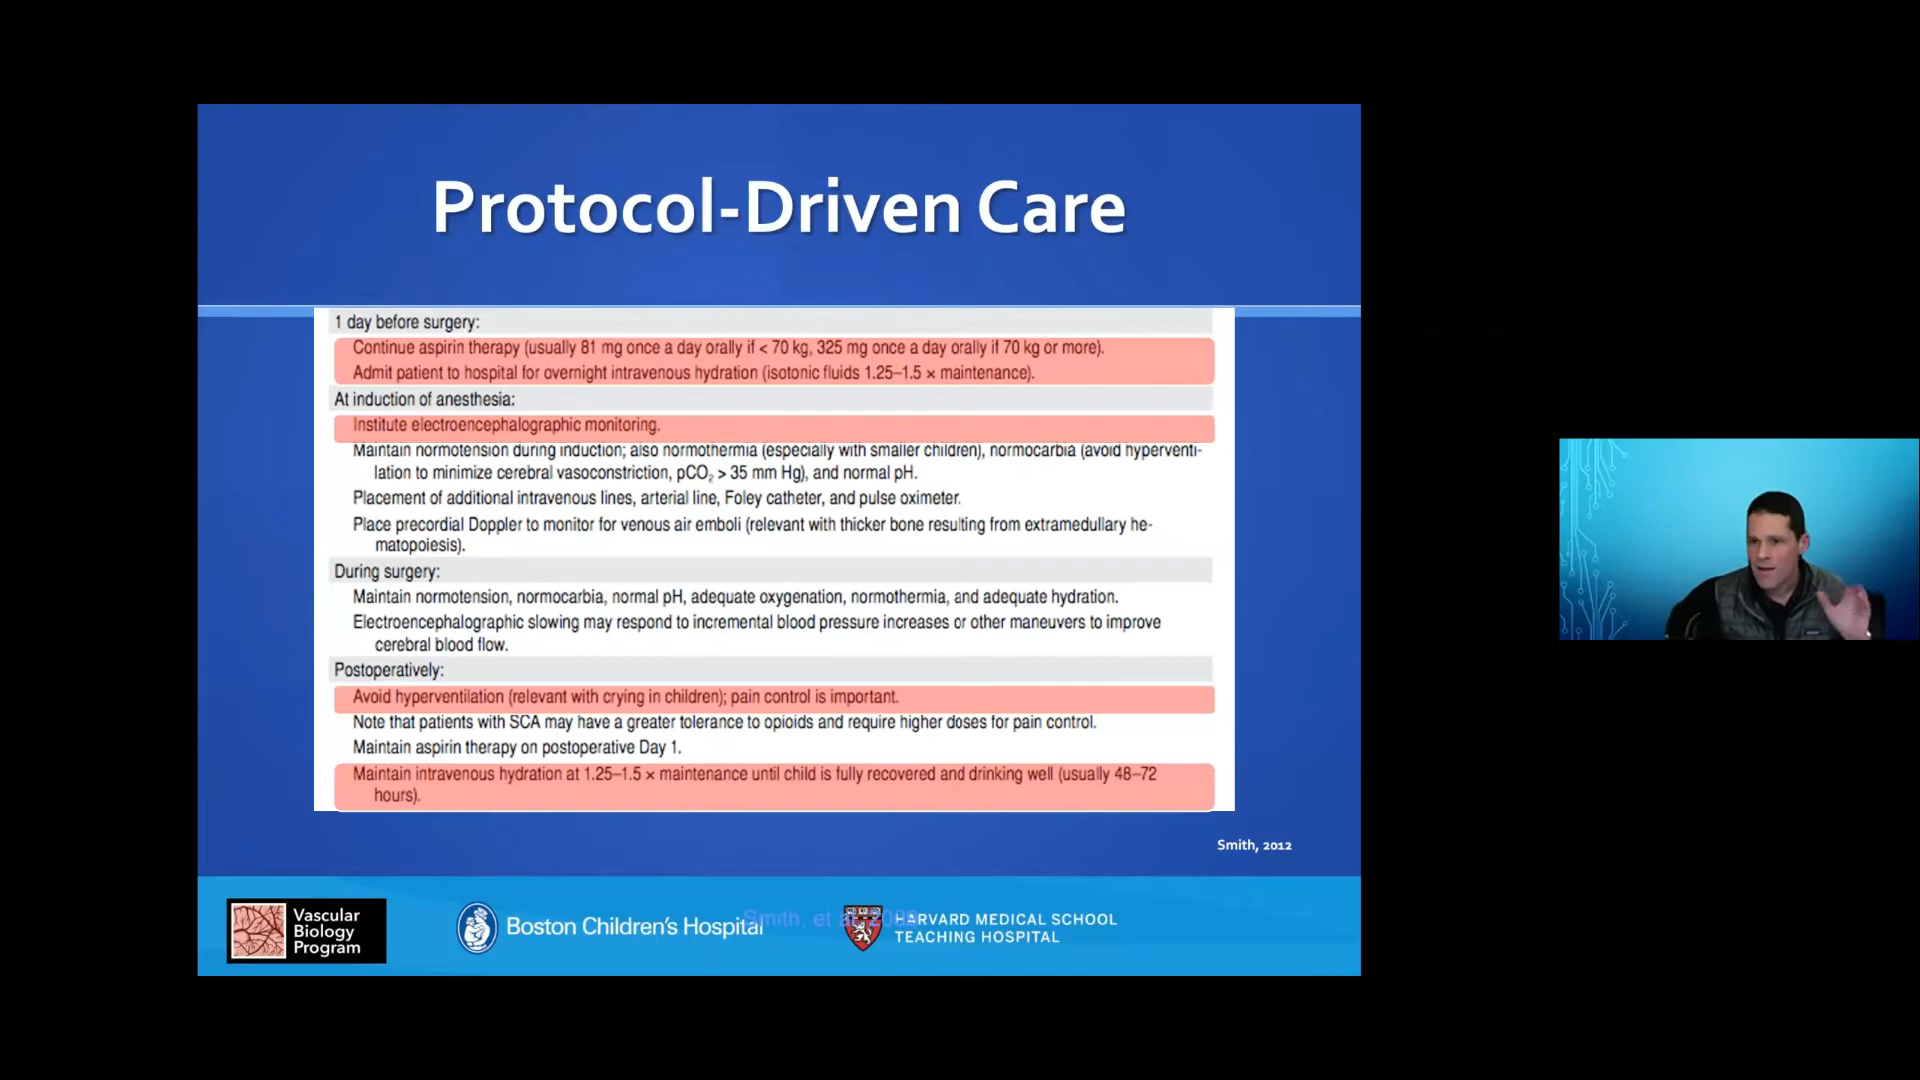 Protocol-Driven Care
1 day before surgery:
Continue aspirin therapy (usually 81 mg once a day orally if < 70 kg, 325 mg once a day orally if 70 kg or more).
Admit patient to hospital for overnight intravenous hydration (isotonic fluids 1.25–1.5 × maintenance).
At induction of anesthesia:
Institute electroencephalographic monitoring.
Maintain normotension during induction; also normothermia (especially with smaller children), normocarbia (avoid hyperventi-
lation to minimize cerebral vasoconstriction, pCO₂ > 35 mm Hg), and normal pH.
Placement of additional intravenous lines, arterial line, Foley catheter, and pulse oximeter.
Place precordial Doppler to monitor for venous air emboli (relevant with thicker bone resulting from extramedullary he-
matopoiesis).
During surgery:
Maintain normotension, normocarbia, normal pH, adequate oxygenation, normothermia, and adequate hydration.
Electroencephalographic slowing may respond to incremental blood pressure increases or other maneuvers to improve
cerebral blood flow.
Postoperatively:
Avoid hyperventilation (relevant with crying in children); pain control is important.
Note that patients with SCA may have a greater tolerance to opioids and require higher doses for pain control.
Maintain aspirin therapy on postoperative Day 1.
Maintain intravenous hydration at 1.25–1.5 × maintenance until child is fully recovered and drinking well (usually 48–72
hours).
Smith, 2012
Vascular
Biology
Program
Boston Children's Hospital
Smith, et
HARVARD MEDICAL SCHOOL
TEACHING HOSPITAL